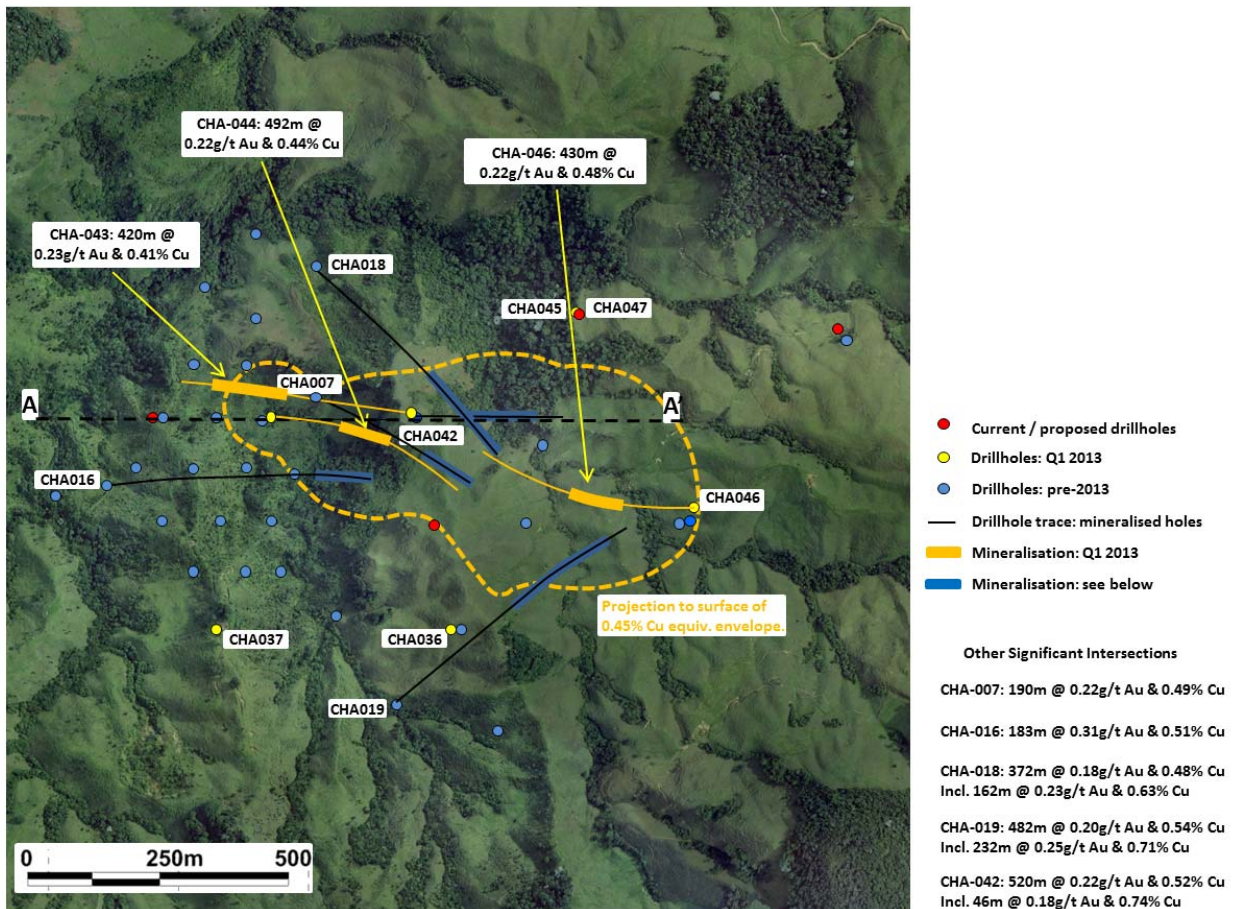 CHA-044: 492m @
0.22g/t Au & 0.44% Cu
CHA-046: 430m @
0.22g/t Au & 0.48% Cu
CHA-043: 420m @
0.23g/t Au & 0.41% Cu
CHA018
CHA045
CHA047
CHA007
A
A'
CHA042
CHA016
CHA046
Projection to surface of
0.45% Cu equiv. envelope.
CHA037
CHA036
CHA019
0 250m 500
Current / proposed drillholes
Drillholes: Q1 2013
Drillholes: pre-2013
Drillhole trace: mineralised holes
Mineralisation: Q1 2013
Mineralisation: see below
Other Significant Intersections
CHA-007: 190m @ 0.22g/t Au & 0.49% Cu
CHA-016: 183m @ 0.31g/t Au & 0.51% Cu
CHA-018: 372m @ 0.18g/t Au & 0.48% Cu
Incl. 162m @ 0.23g/t Au & 0.63% Cu
CHA-019: 482m @ 0.20g/t Au & 0.54% Cu
Incl. 232m @ 0.25g/t Au & 0.71% Cu
CHA-042: 520m @ 0.22g/t Au & 0.52% Cu
Incl. 46m @ 0.18g/t Au & 0.74% Cu